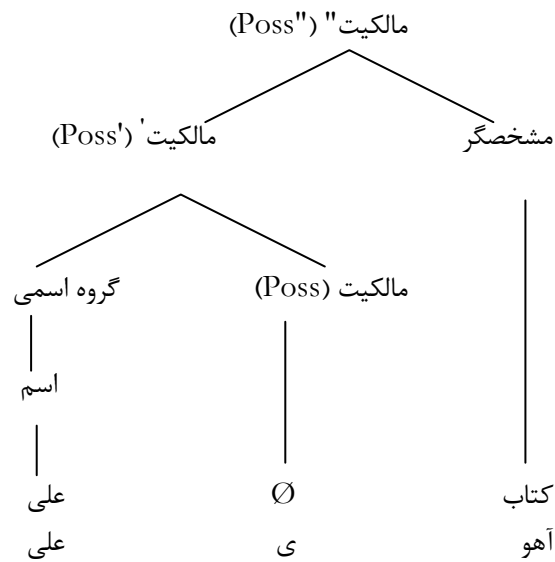 مالکیت" (Poss")
مشخصگر مالکیت' (Poss')
مالکیت (Poss) گروه اسمی
اسم
کتاب Ø علی
آهو ی علی